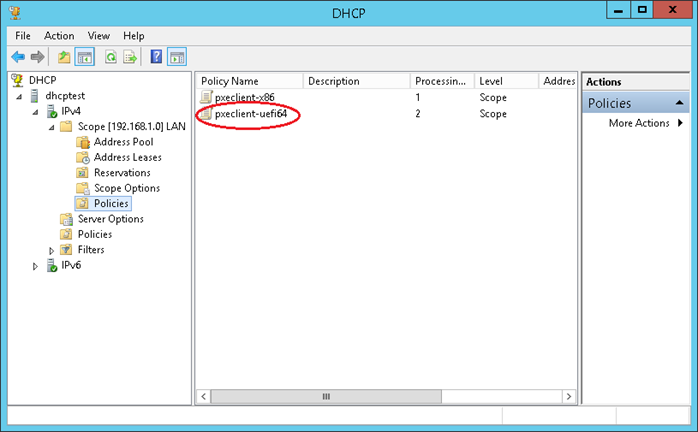 DHCP
File Action View Help
DHCP
dhcptest
IPv4
Scope [192.168.1.0] LAN
Address Pool
Address Leases
Reservations
Scope Options
Policies
Server Options
Policies
Filters
IPv6
Policy Name Description Processin... Level Addres
pxeclient-x86 1 Scope
pxeclient-uefi64 2 Scope
Actions
Policies
More Actions